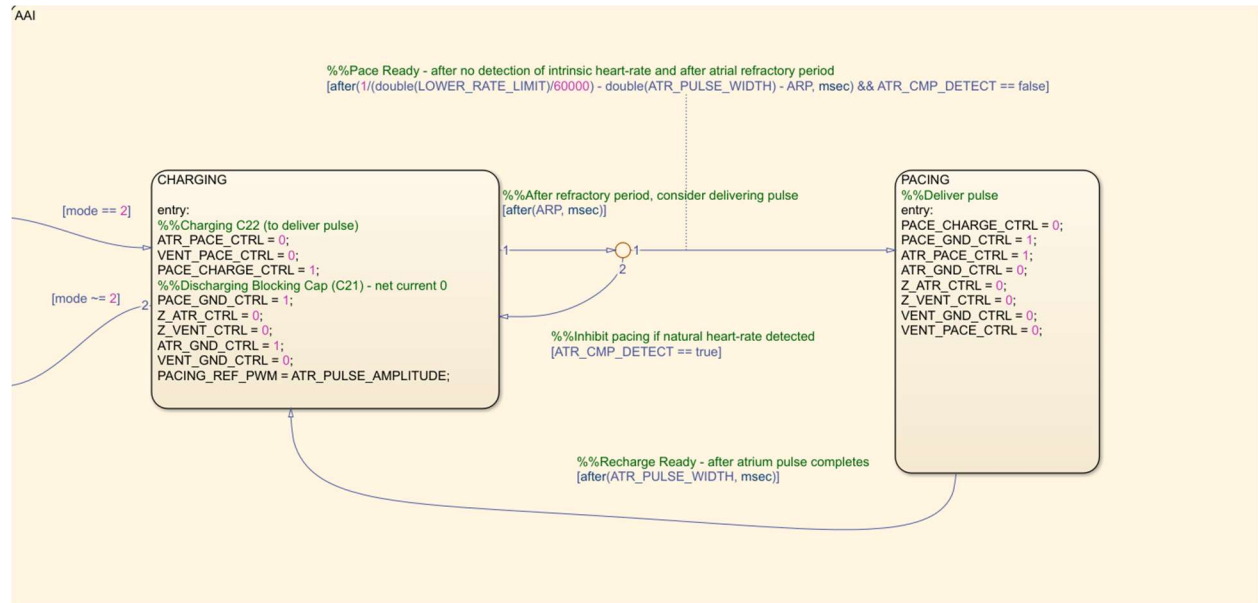 AAI
%%Pace Ready - after no detection of intrinsic heart-rate and after atrial refractory period
[after(1/(double(LOWER_RATE_LIMIT)/60000) - double(ATR_PULSE_WIDTH) - ARP, msec) && ATR_CMP_DETECT == false]
[mode == 2]
[mode ~= 2]
2
CHARGING
entry:
%%Charging C22 (to deliver pulse)
ATR_PACE_CTRL = 0;
VENT_PACE_CTRL = 0;
PACE_CHARGE_CTRL = 1;
%%Discharging Blocking Cap (C21) - net current 0
PACE_GND_CTRL = 1;
Z_ATR_CTRL = 0;
Z_VENT_CTRL = 0;
ATR_GND_CTRL = 1;
VENT_GND_CTRL = 0;
PACING_REF_PWM = ATR_PULSE_AMPLITUDE;
%%After refractory period, consider delivering pulse
[after(ARP, msec)]
1
1
2
%%Inhibit pacing if natural heart-rate detected
[ATR_CMP_DETECT == true]
PACING
%%Deliver pulse
entry:
PACE_CHARGE_CTRL = 0;
PACE_GND_CTRL = 1;
ATR_PACE_CTRL = 1;
ATR_GND_CTRL = 0;
Z_ATR_CTRL = 0;
Z_VENT_CTRL = 0;
VENT_GND_CTRL = 0;
VENT_PACE_CTRL = 0;
%%Recharge Ready - after atrium pulse completes
[after(ATR_PULSE_WIDTH, msec)]